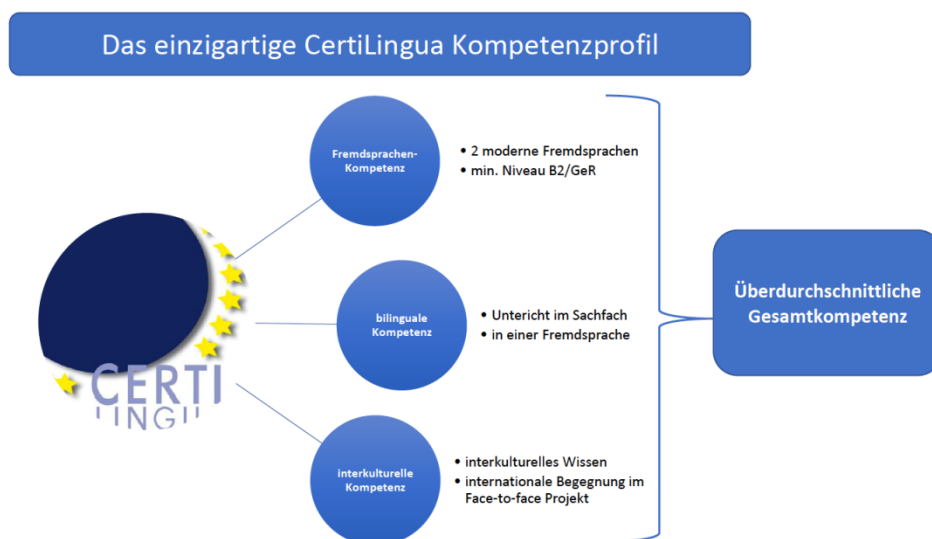 Das einzigartige CertiLingua Kompetenzprofil
Fremdsprachen-
Kompetenz
• 2 moderne Fremdsprachen
• min. Niveau B2/GeR
bilinguale
Kompetenz
• Untericht im Sachfach
• in einer Fremdsprache
interkulturelle
Kompetenz
• interkulturelles Wissen
• internationale Begegnung im
Face-to-face Projekt
Überdurchschnittliche
Gesamtkompetenz
CERTI